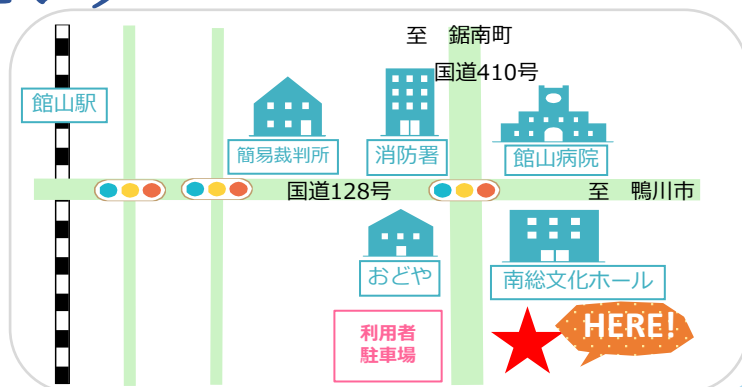 至 鋸南町
国道410号
館山駅
簡易裁判所
消防署
館山病院
国道128号
至 鴨川市
おどや
南総文化ホール
利用者
駐車場
HERE!